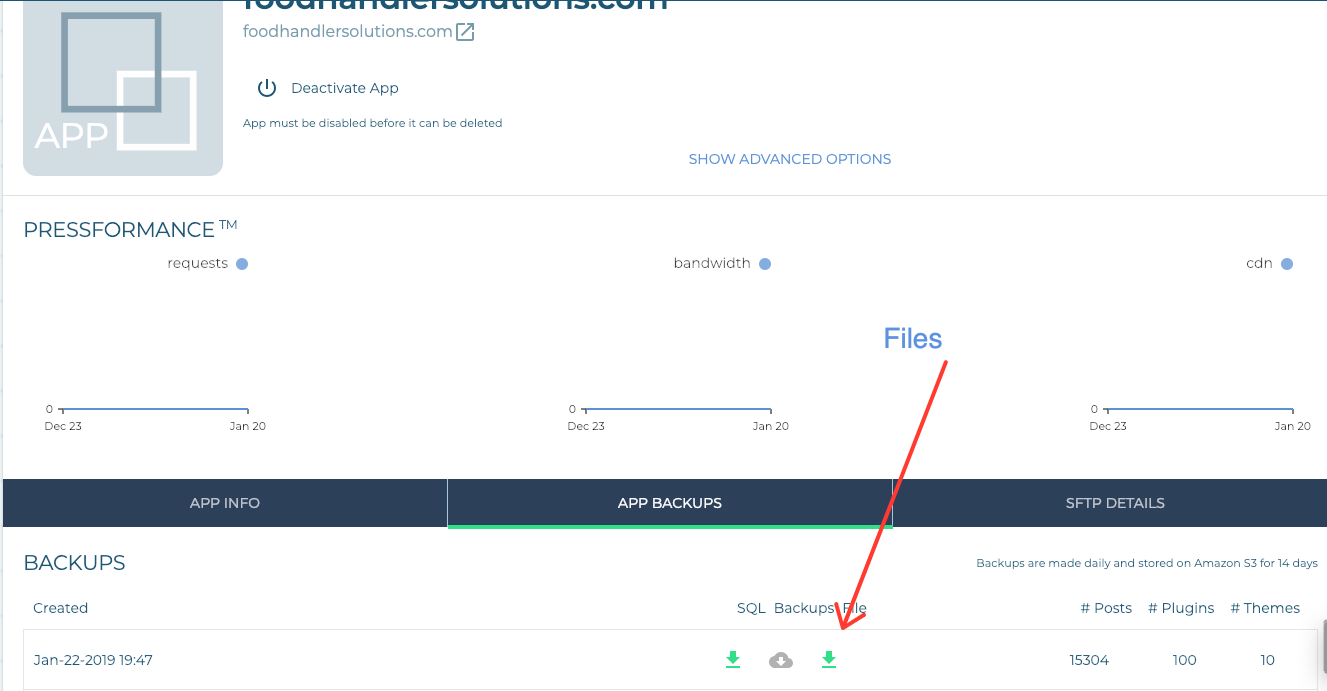 foodhandlersolutions.com
foodhandlersolutions.com
APP
Deactivate App
App must be disabled before it can be deleted
SHOW ADVANCED OPTIONS
PRESSFORMANCE TM
requests
bandwidth
cdn
Files
0
Dec 23
Jan 20
0
Dec 23
Jan 20
0
Dec 23
Jan 20
APP INFO
APP BACKUPS
SFTP DETAILS
BACKUPS
Backups are made daily and stored on Amazon S3 for 14 days
Created
SQL Backups File
# Posts # Plugins # Themes
Jan-22-2019 19:47
15304 100 10